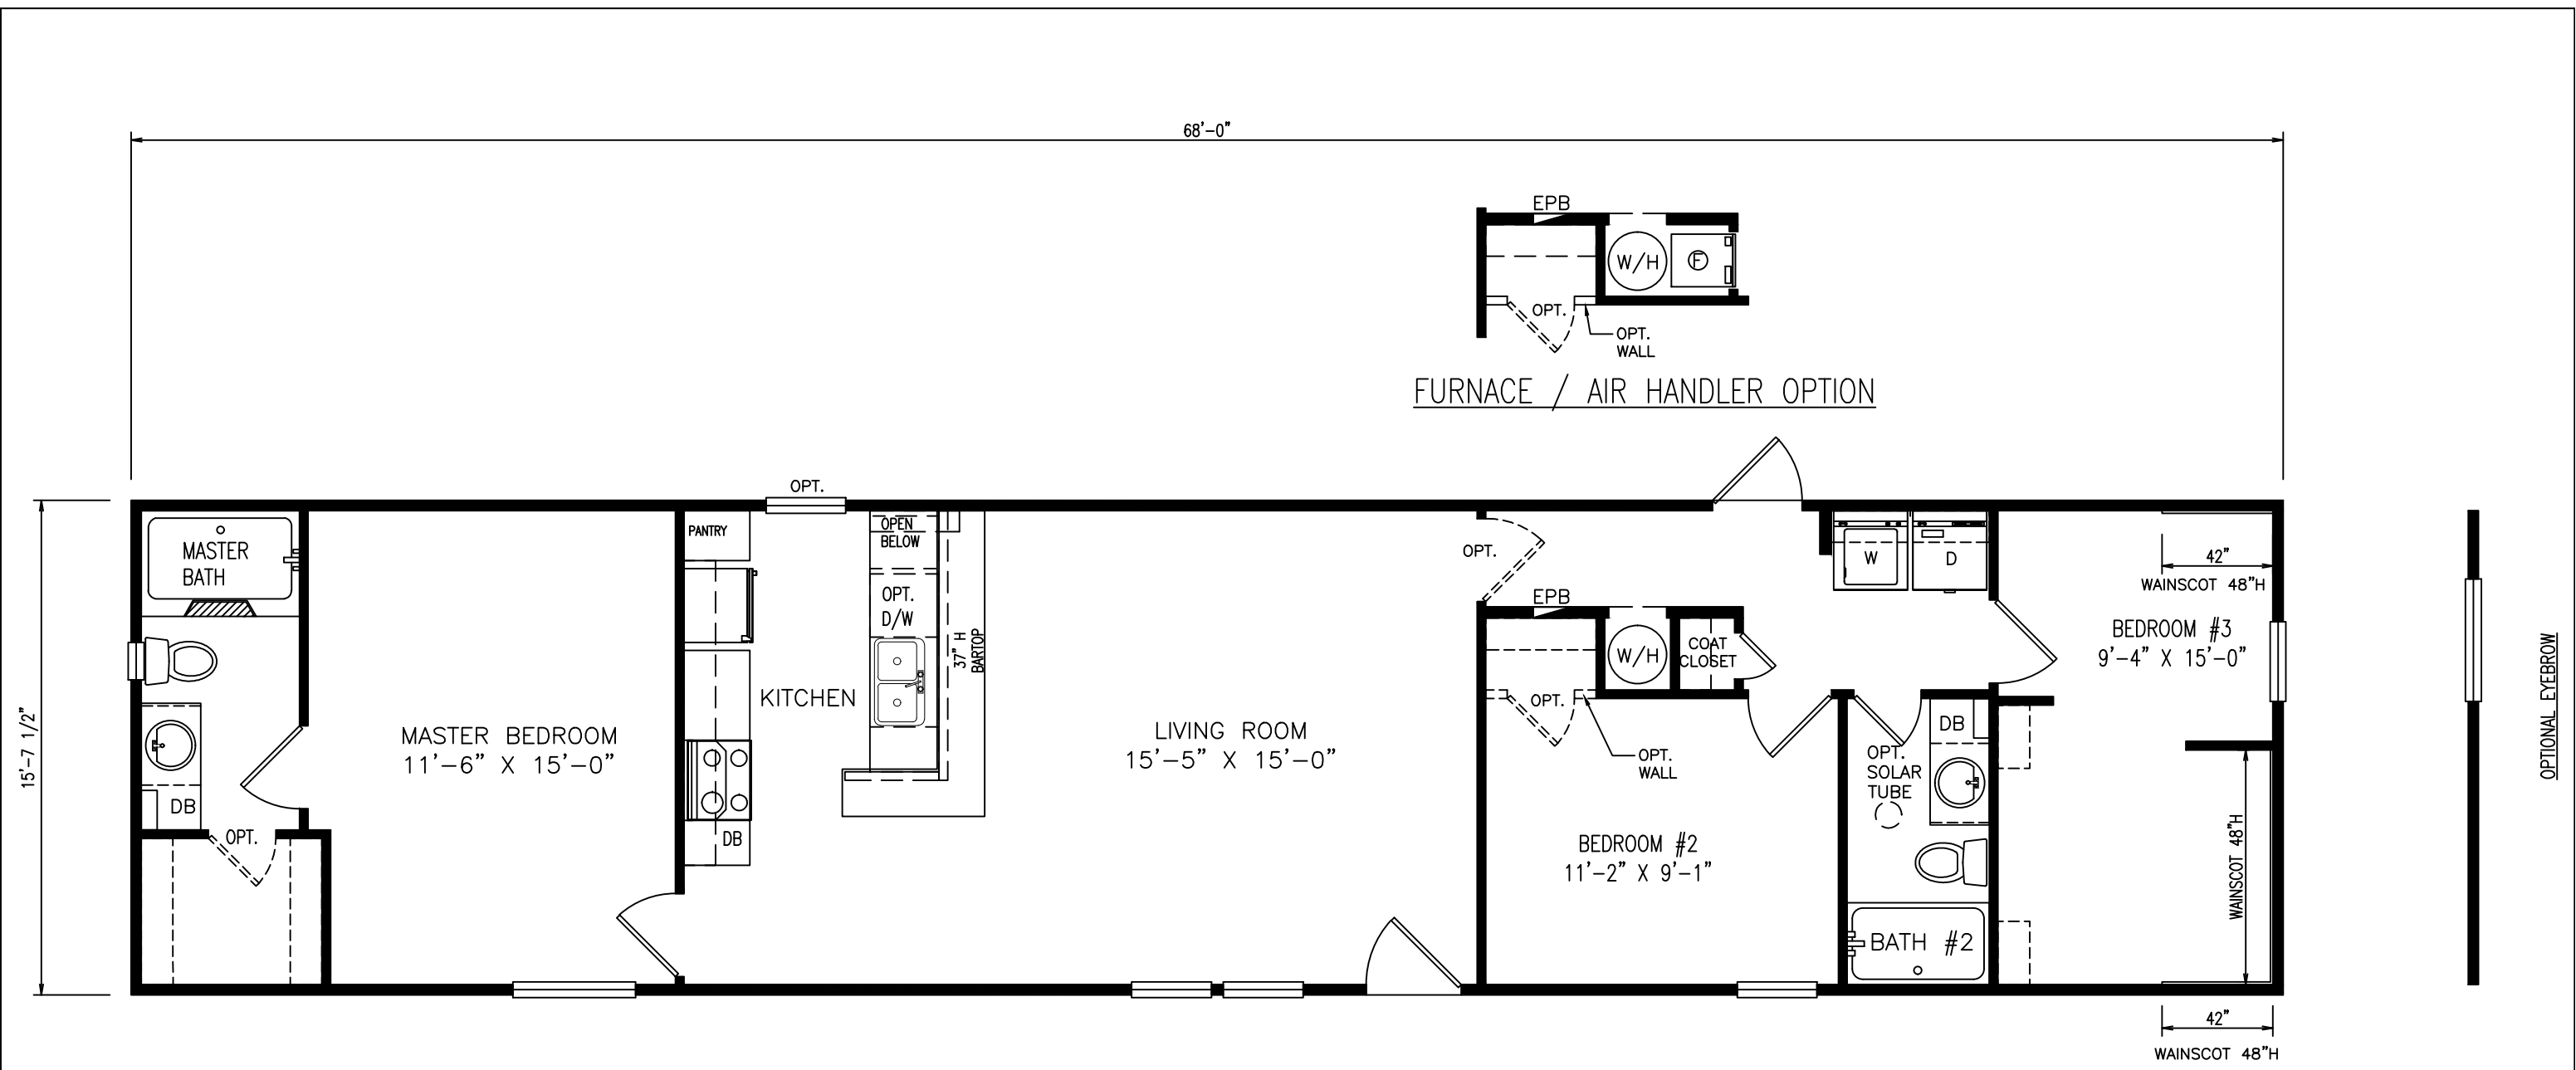 68'-0"
EPB
W/H
F
OPT.
OPT.
WALL
FURNACE / AIR HANDLER OPTION
15'-7 1/2"
OPT.
MASTER
BATH
DB
OPT.
MASTER BEDROOM
11'-6" X 15'-0"
PANTRY
OPEN
BELOW
OPT.
D/W
37" H
BARTOP
KITCHEN
DB
LIVING ROOM
15'-5" X 15'-0"
OPT.
EPB
W/H
COAT
CLOSET
OPT.
OPT.
WALL
BEDROOM #2
11'-2" X 9'-1"
W
D
DB
OPT.
SOLAR
TUBE
BATH #2
42"
WAINSCOT 48"H
BEDROOM #3
9'-4" X 15'-0"
WAINSCOT 48"H
42"
WAINSCOT 48"H
OPTIONAL EYEBROW